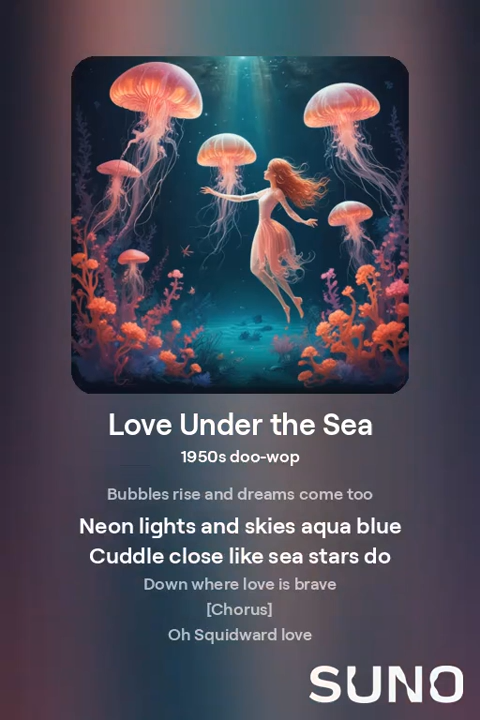 Love Under the Sea
1950s doo-wop
Bubbles rise and dreams come too
Neon lights and skies aqua blue
Cuddle close like sea stars do
Down where love is brave
[Chorus]
Oh Squidward love
SUNO